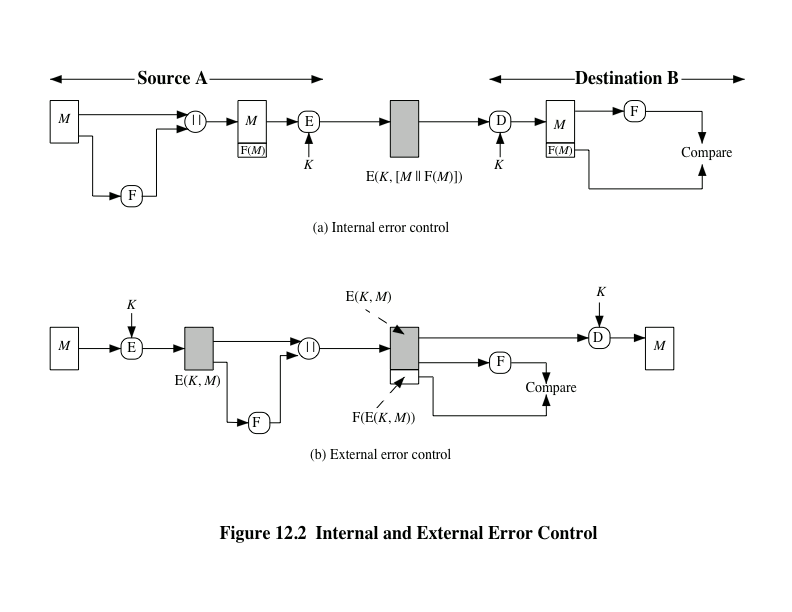 Source A
Destination B
M
||
M
F(M)
E
K
E(K, [M || F(M)])
D
K
M
F(M)
F
Compare
F
(a) Internal error control
K
M
E
E(K, M)
F
||
E(K, M)
F(E(K, M))
F
Compare
K
D
M
(b) External error control
Figure 12.2 Internal and External Error Control